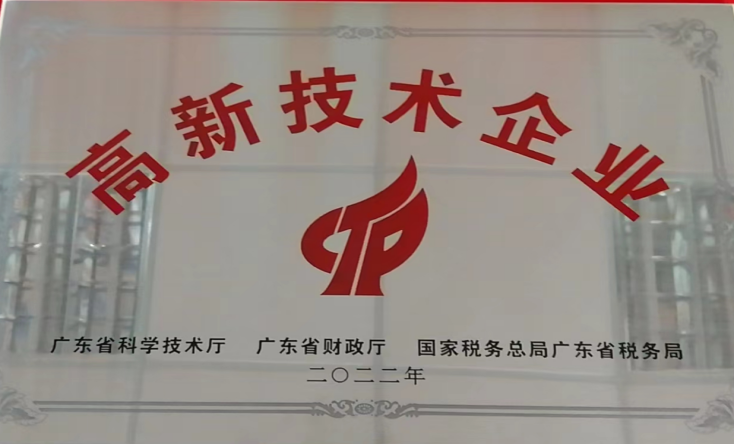 高新技术企业
广东省科学技术厅 广东省财政厅 国家税务总局广东省税务局
二〇二二年